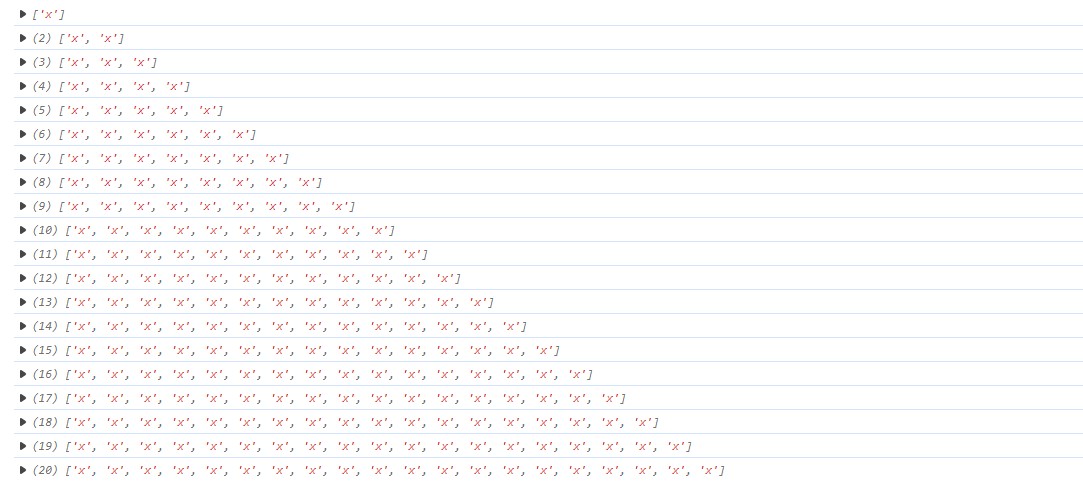 ['x']
(2) ['x', 'x']
(3) ['x', 'x', 'x']
(4) ['x', 'x', 'x', 'x']
(5) ['x', 'x', 'x', 'x', 'x']
(6) ['x', 'x', 'x', 'x', 'x', 'x']
(7) ['x', 'x', 'x', 'x', 'x', 'x', 'x']
(8) ['x', 'x', 'x', 'x', 'x', 'x', 'x', 'x']
(9) ['x', 'x', 'x', 'x', 'x', 'x', 'x', 'x', 'x']
(10) ['x', 'x', 'x', 'x', 'x', 'x', 'x', 'x', 'x', 'x']
(11) ['x', 'x', 'x', 'x', 'x', 'x', 'x', 'x', 'x', 'x', 'x']
(12) ['x', 'x', 'x', 'x', 'x', 'x', 'x', 'x', 'x', 'x', 'x', 'x']
(13) ['x', 'x', 'x', 'x', 'x', 'x', 'x', 'x', 'x', 'x', 'x', 'x', 'x']
(14) ['x', 'x', 'x', 'x', 'x', 'x', 'x', 'x', 'x', 'x', 'x', 'x', 'x', 'x']
(15) ['x', 'x', 'x', 'x', 'x', 'x', 'x', 'x', 'x', 'x', 'x', 'x', 'x', 'x', 'x']
(16) ['x', 'x', 'x', 'x', 'x', 'x', 'x', 'x', 'x', 'x', 'x', 'x', 'x', 'x', 'x', 'x']
(17) ['x', 'x', 'x', 'x', 'x', 'x', 'x', 'x', 'x', 'x', 'x', 'x', 'x', 'x', 'x', 'x', 'x']
(18) ['x', 'x', 'x', 'x', 'x', 'x', 'x', 'x', 'x', 'x', 'x', 'x', 'x', 'x', 'x', 'x', 'x', 'x']
(19) ['x', 'x', 'x', 'x', 'x', 'x', 'x', 'x', 'x', 'x', 'x', 'x', 'x', 'x', 'x', 'x', 'x', 'x', 'x']
(20) ['x', 'x', 'x', 'x', 'x', 'x', 'x', 'x', 'x', 'x', 'x', 'x', 'x', 'x', 'x', 'x', 'x', 'x', 'x', 'x']